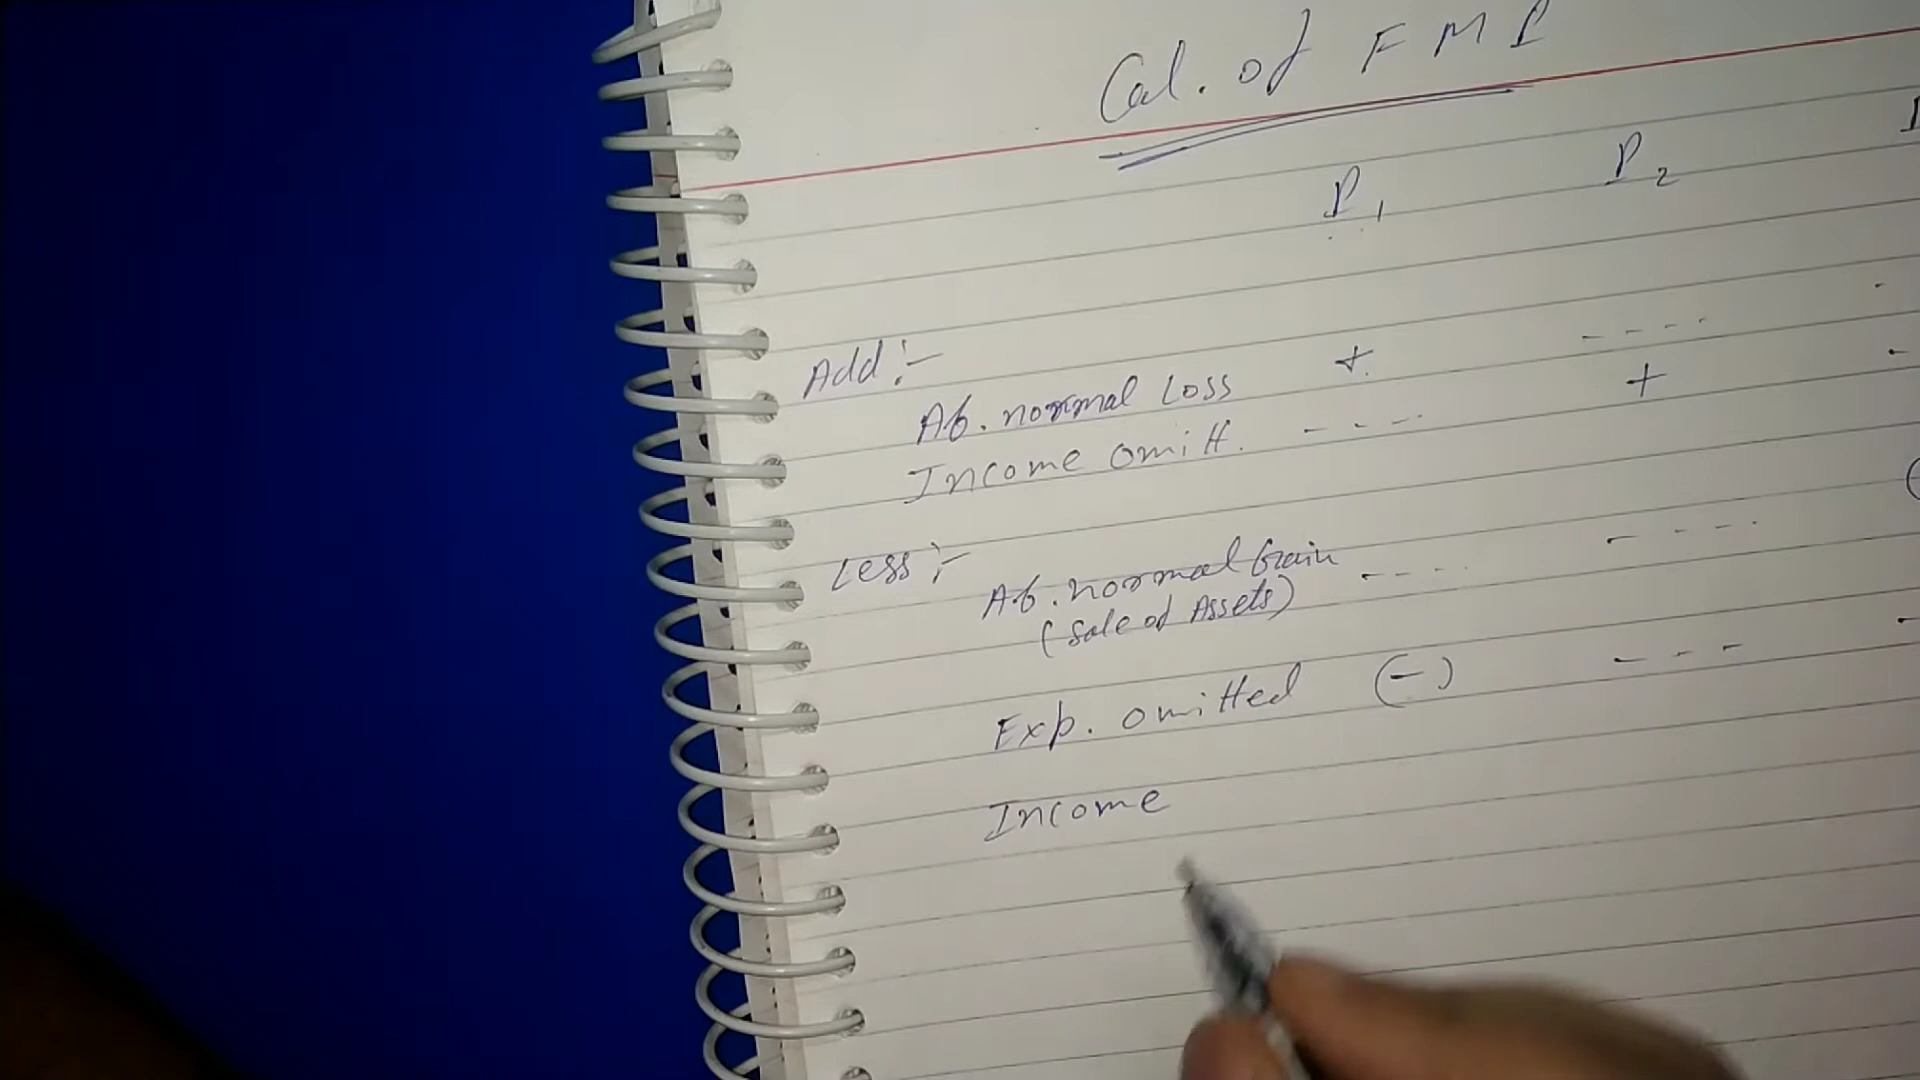 Cal. of F M P
P1 P2
Add :-
Ab. normal Loss + - - - -
Income omitt. - - - - +
Less :-
Ab. normal Gain - - - - - - - -
(Sale of Assets)
Exp. omitted (-) - - -
Income